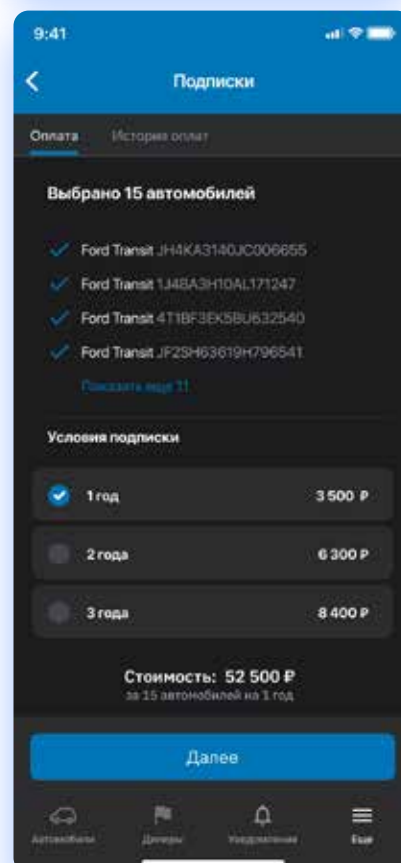 9:41
Подписки
Оплата История оплат
Выбрано 15 автомобилей
Ford Transit JH4KA3140JC006655
Ford Transit 1J4BA3H10AL171247
Ford Transit 4T1BF3EK5BU632540
Ford Transit JF2SH63619H796541
Показать еще 11
Условия подписки
1 год 3 500 ₽
2 года 6 300 ₽
3 года 8 400 ₽
Стоимость: 52 500 ₽
за 15 автомобилей на 1 год
Далее
Автомобили Дилеры Уведомления Еще